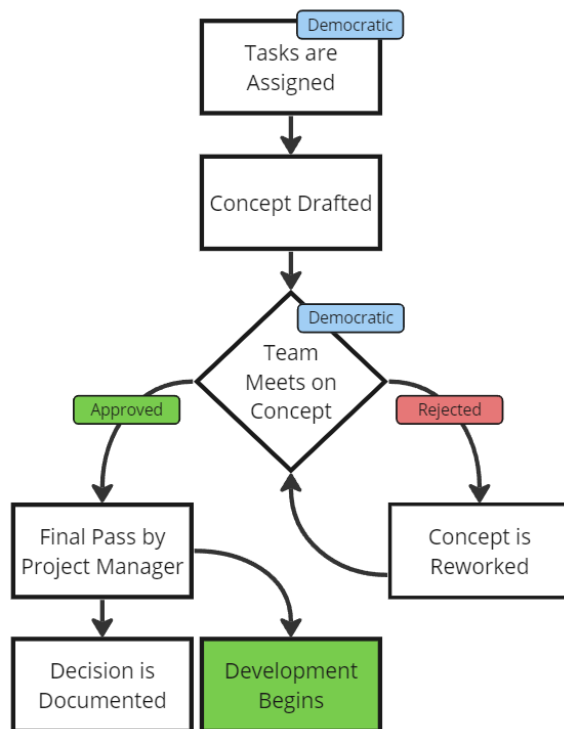 Democratic
Tasks are
Assigned
Concept Drafted
Democratic
Team
Meets on
Concept
Approved
Rejected
Final Pass by
Project Manager
Concept is
Reworked
Decision is
Documented
Development
Begins